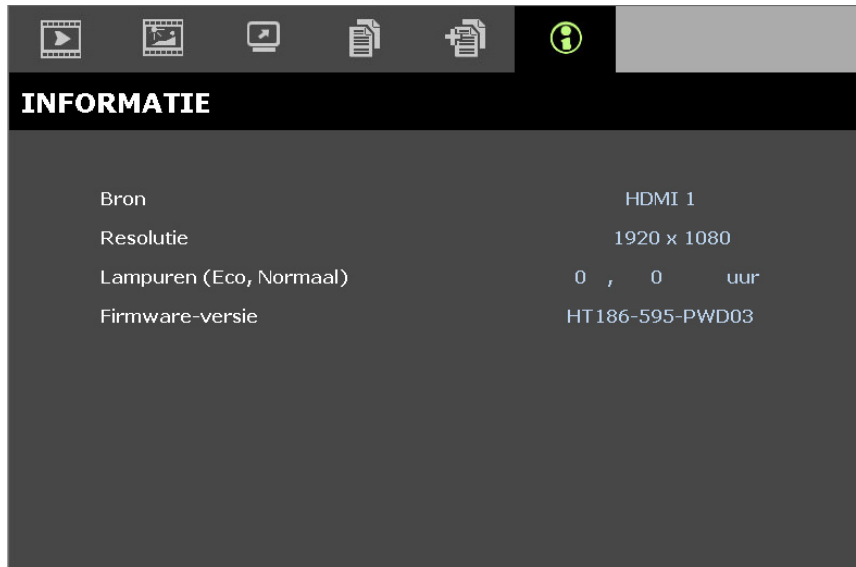 INFORMATIE
Bron HDMI 1
Resolutie 1920 x 1080
Lampuren (Eco, Normaal) 0 , 0 uur
Firmware-versie HT186-595-PWD03